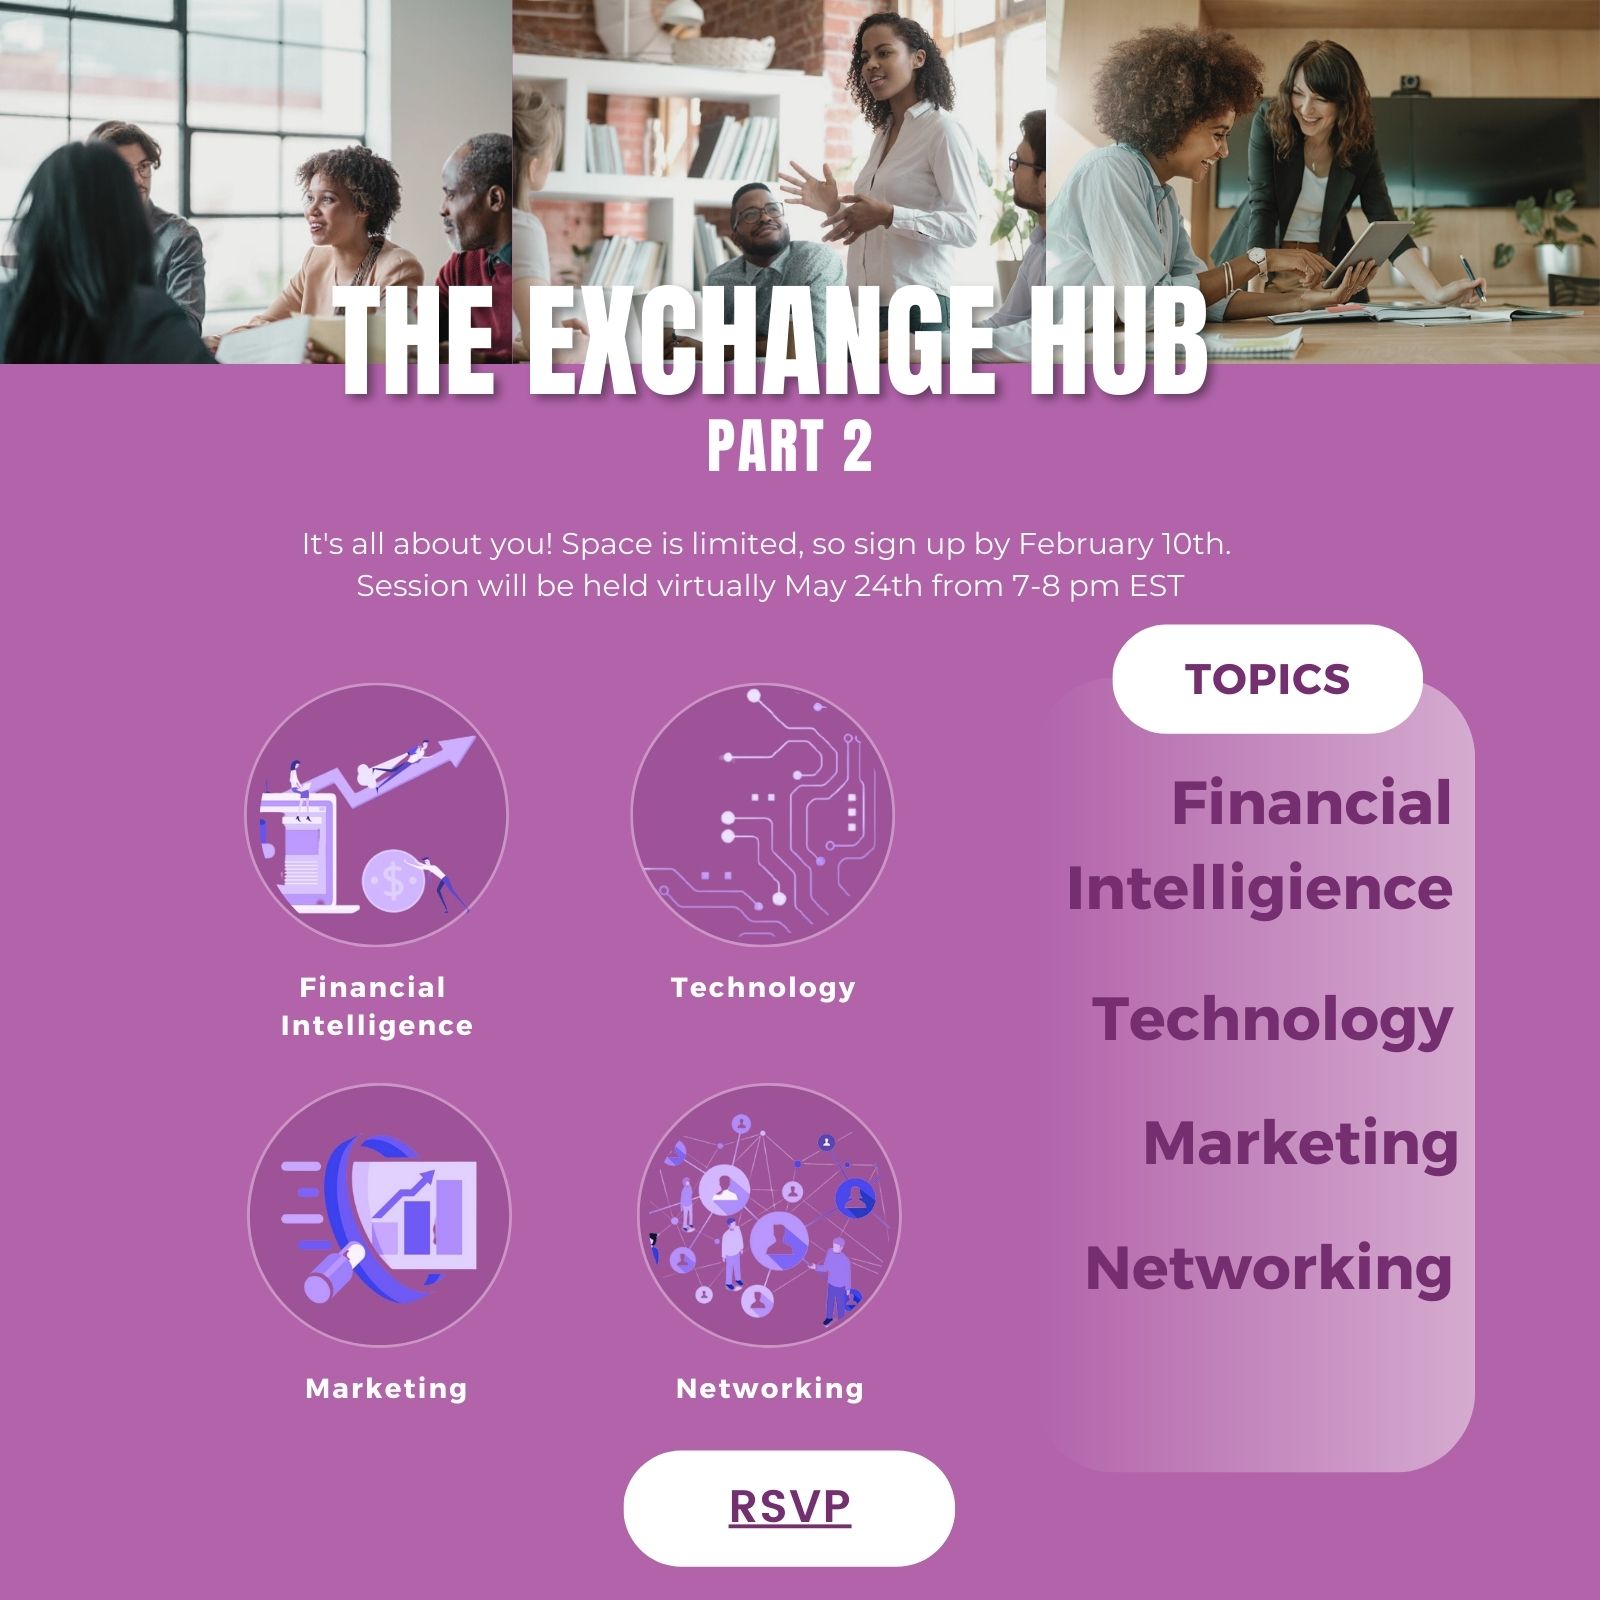 THE EXCHANGE HUB
PART 2
It's all about you! Space is limited, so sign up by February 10th.
Session will be held virtually May 24th from 7-8 pm EST
Financial
Intelligence
Technology
Marketing
Networking
TOPICS
Financial
Intelligience
Technology
Marketing
Networking
RSVP